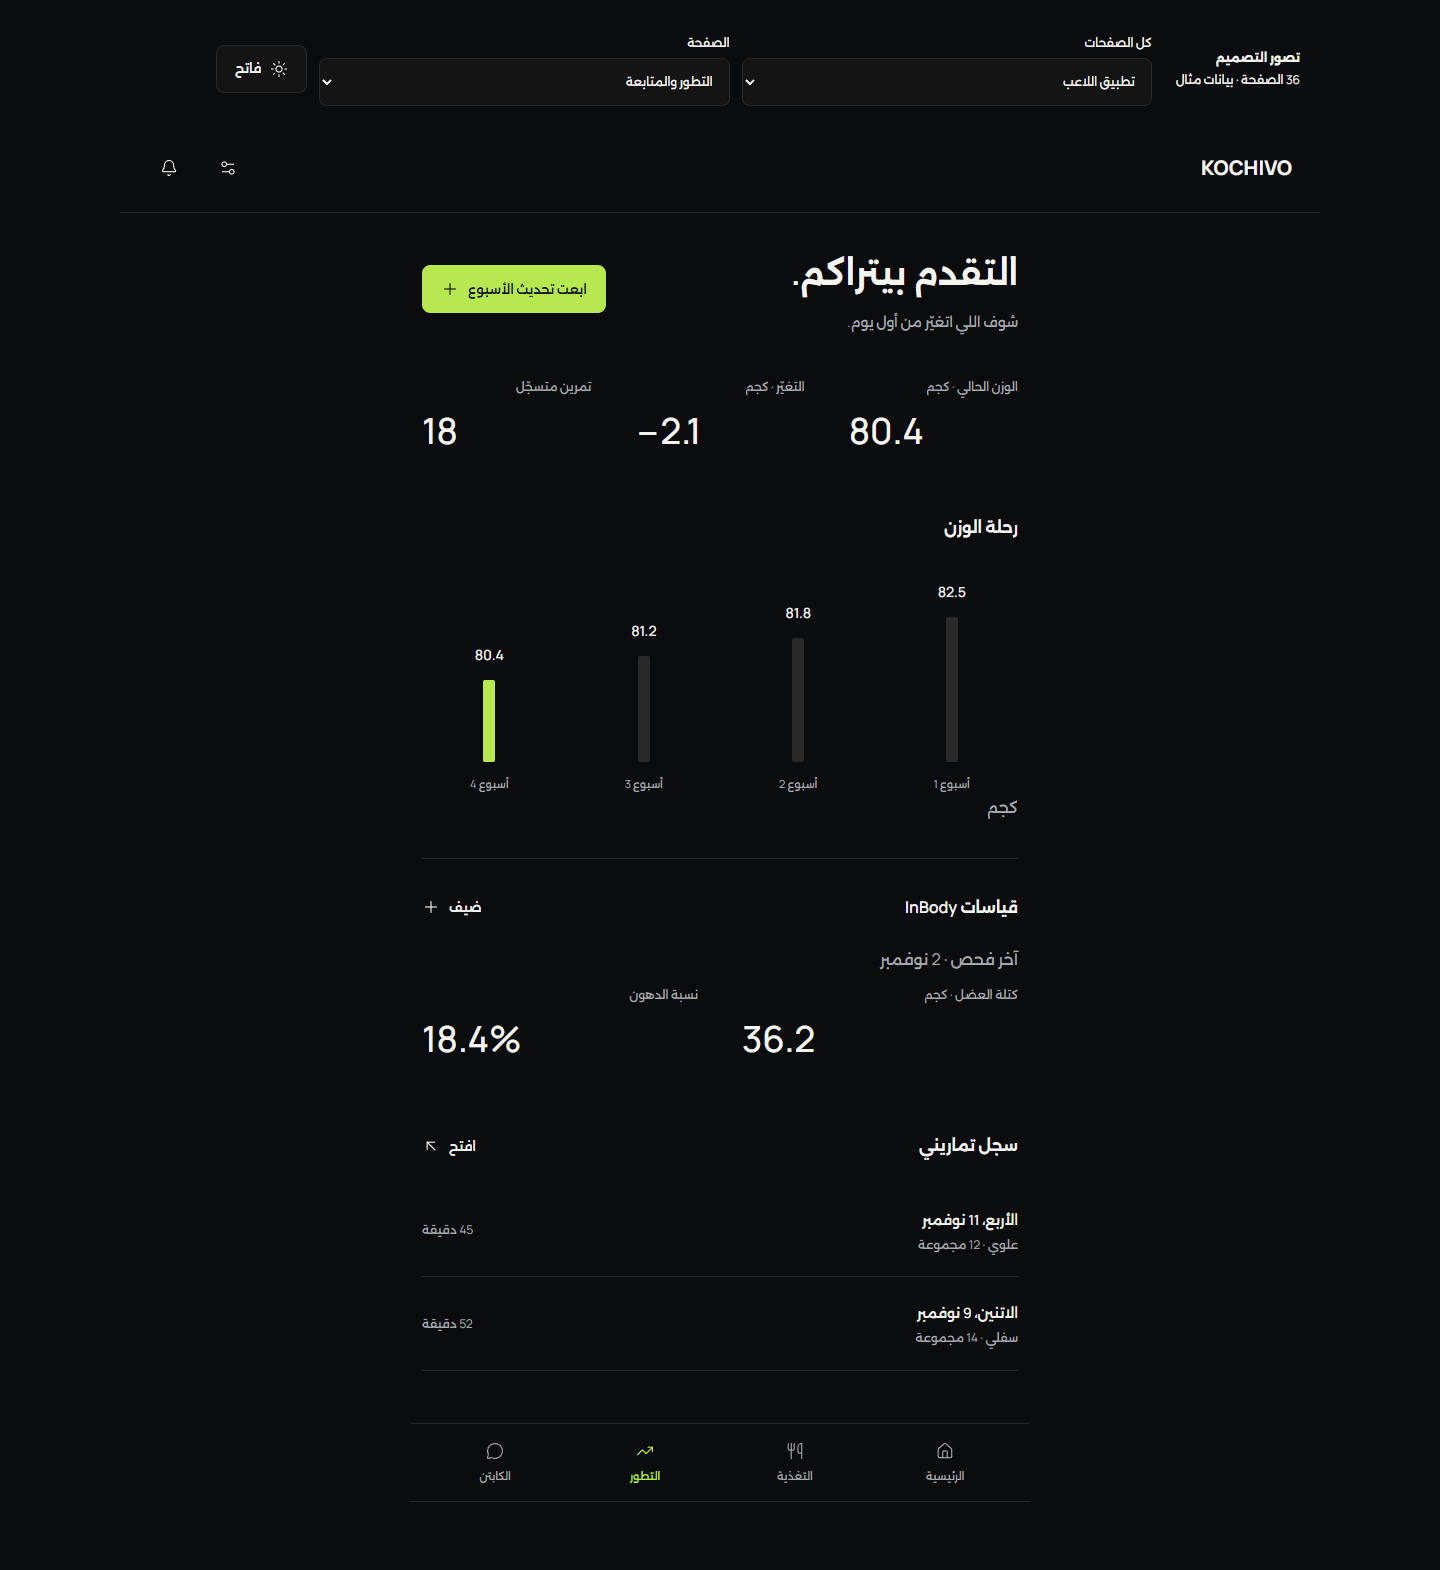 تصور التصميم
36 الصفحة · بيانات مثال
كل الصفحات
تطبيق اللاعب
الصفحة
التطور والمتابعة
فاتح
KOCHIVO
التقدم بيتراكم.
شوف اللي اتغيّر من أول يوم.
ابعت تحديث الأسبوع
الوزن الحالي · كجم
80.4
التغيّر · كجم
−2.1
تمرين متسجّل
18
رحلة الوزن
82.5
81.8
81.2
80.4
أسبوع 1
أسبوع 2
أسبوع 3
أسبوع 4
كجم
قياسات InBody
ضيف
آخر فحص · 2 نوفمبر
كتلة العضل · كجم
36.2
نسبة الدهون
18.4%
سجل تماريني
افتح
الأربع، 11 نوفمبر
علوي · 12 مجموعة
45 دقيقة
الاتنين، 9 نوفمبر
سفلي · 14 مجموعة
52 دقيقة
الرئيسية
التغذية
التطور
الكابتن